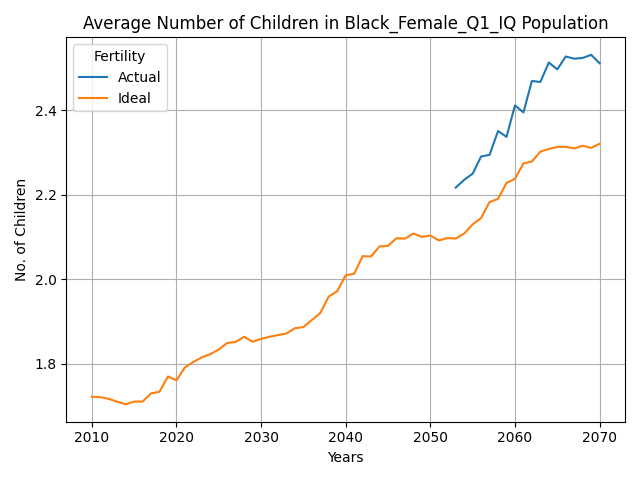 Average Number of Children in Black_Female_Q1_IQ Population
Fertility
Actual
Ideal
No. of Children
2.4
2.2
2.0
1.8
2010 2020 2030 2040 2050 2060 2070
Years